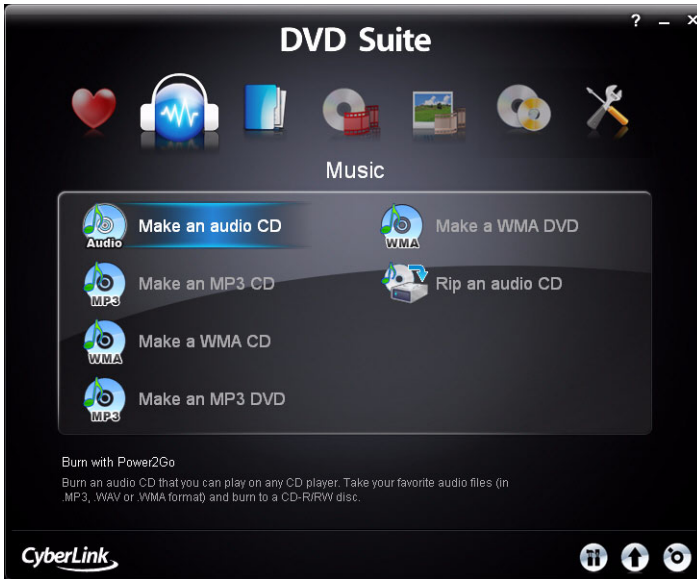 ? _ X
DVD Suite
Music
Make an audio CD
Make a WMA DVD
Make an MP3 CD
Rip an audio CD
Make a WMA CD
Make an MP3 DVD
Audio
WMA
MP3
WMA
MP3
Burn with Power2Go
Burn an audio CD that you can play on any CD player. Take your favorite audio files (in
.MP3, .WAV or .WMA format) and burn to a CD-R/RW disc.
CyberLink